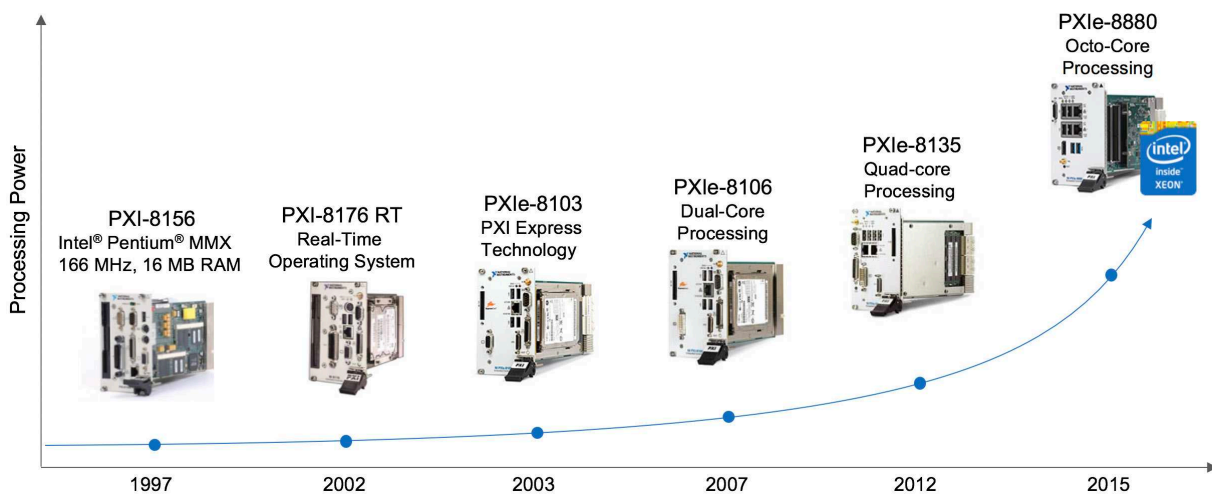 PXIe-8880
Octo-Core
Processing
PXIe-8135
Quad-core
Processing
intel
inside™
XEON®
PXIe-8106
Dual-Core
Processing
PXIe-8103
PXI Express
Technology
PXI-8176 RT
Real-Time
Operating System
PXI-8156
Intel® Pentium® MMX
166 MHz, 16 MB RAM
Processing Power
1997
2002
2003
2007
2012
2015